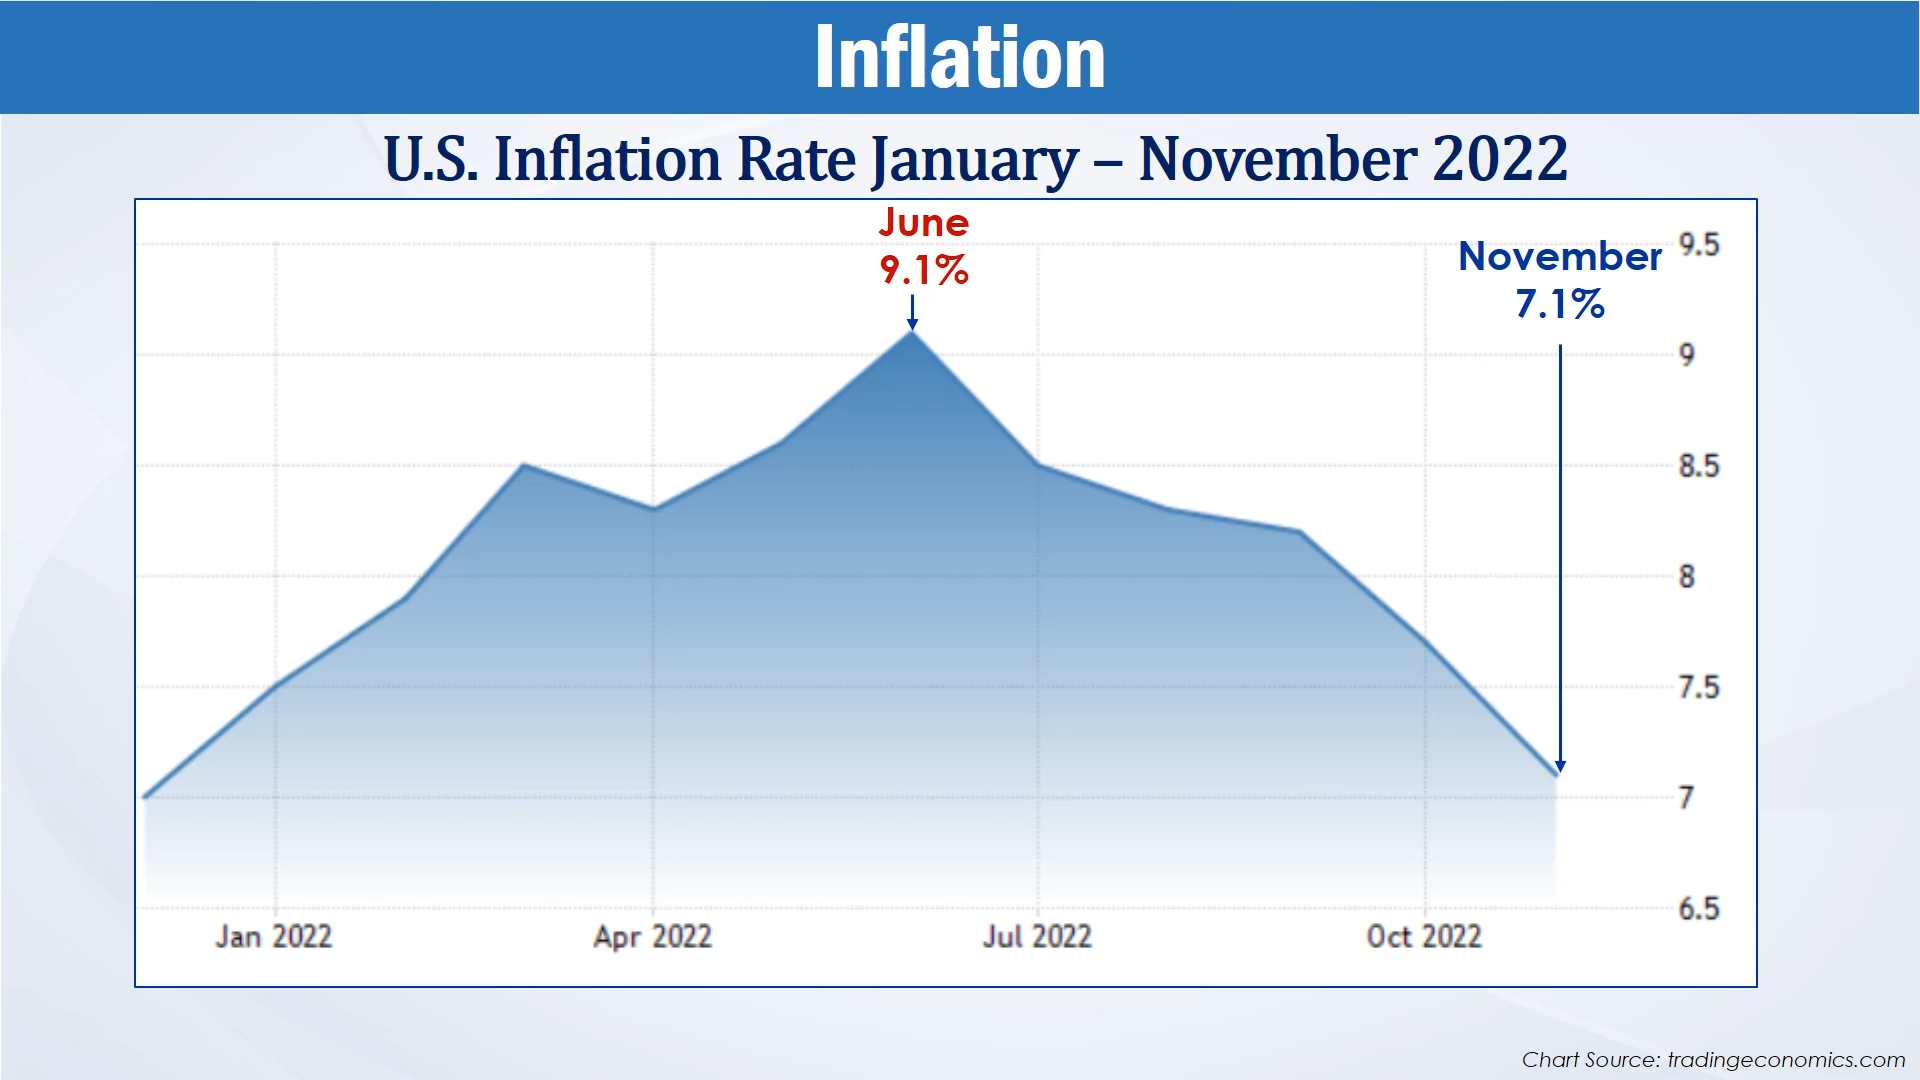 Inflation
U.S. Inflation Rate January – November 2022
June
9.1%
November
7.1%
9.5
9
8.5
8
7.5
7
6.5
Jan 2022
Apr 2022
Jul 2022
Oct 2022
Chart Source: tradingeconomics.com